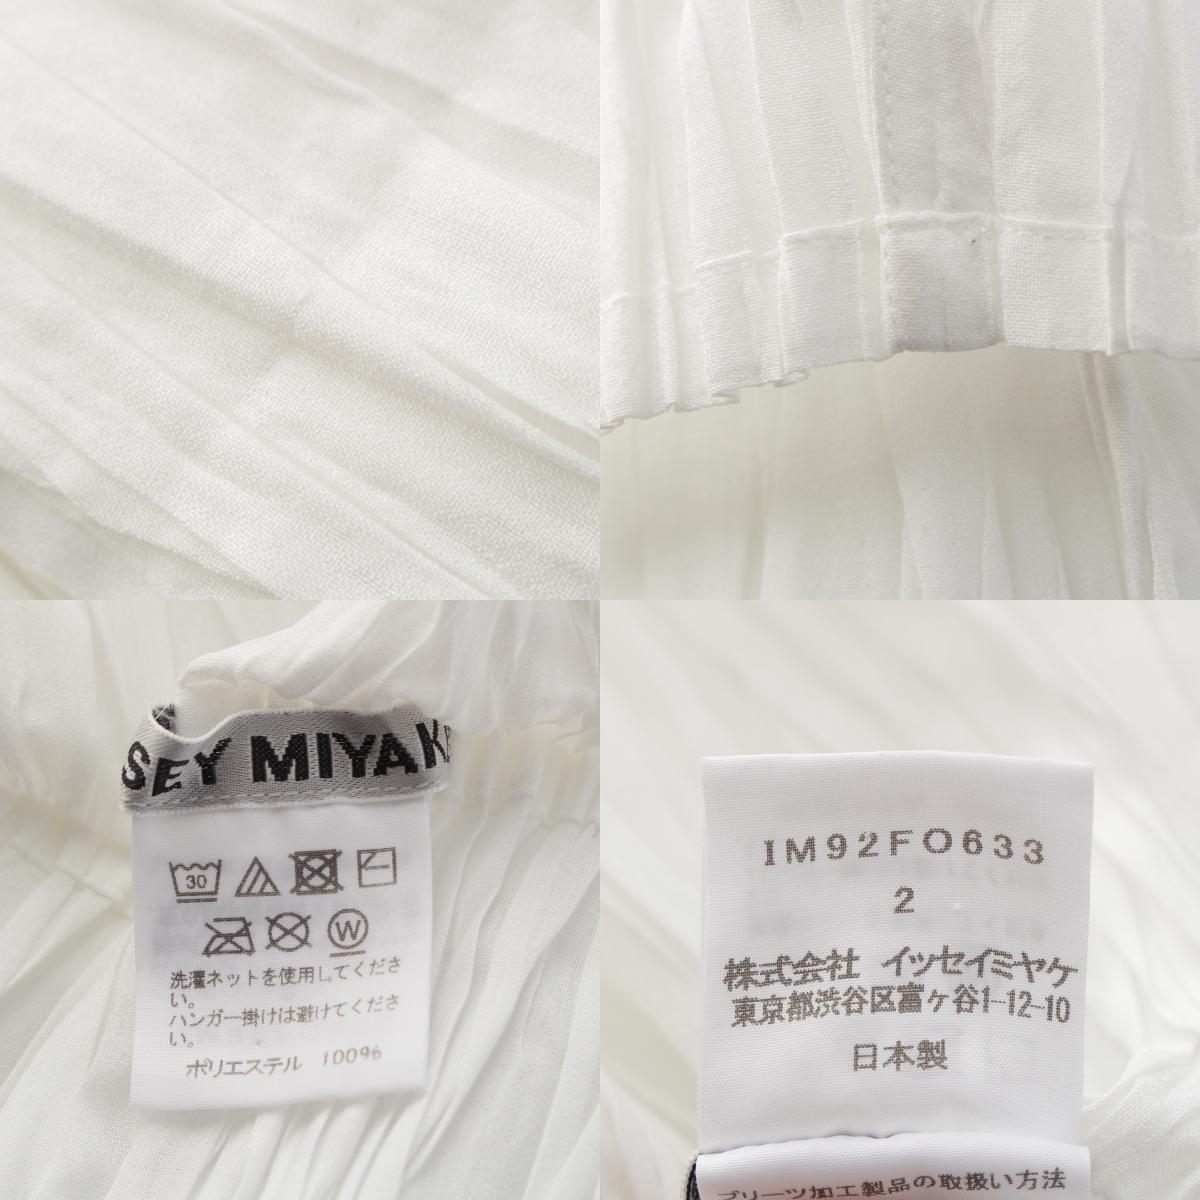 SEY MIYAK
30
W
洗濯ネットを使用してくださ
い。
ハンガー掛けは避けてくださ
い。
ポリエステル 100%
IM92FO633
2
株式会社 イッセイミヤケ
東京都渋谷区富ヶ谷1-12-10
日本製
プリーツ加工製品の取扱い方法